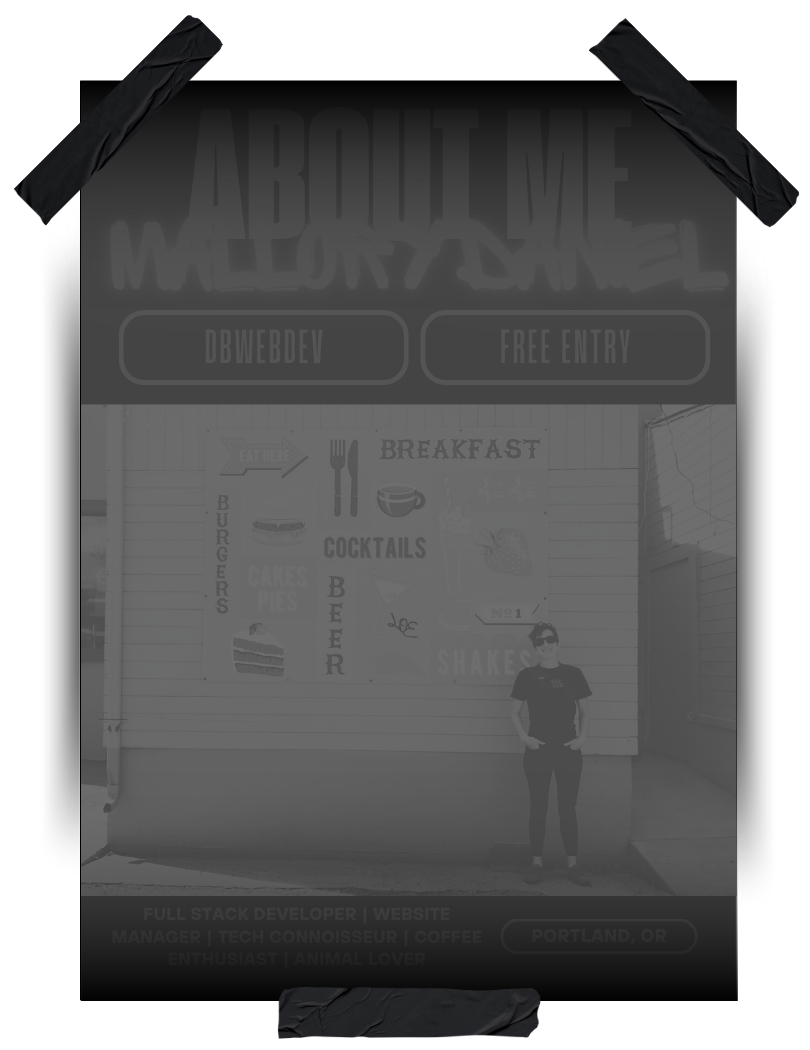 ABOUT ME
MALLORY DANIEL
DBWEBDEV
FREE ENTRY
EAT HERE
BREAKFAST
BURGERS
COCKTAILS
CAKES
PIES
BEER
Nº1
SHAKES
FULL STACK DEVELOPER | WEBSITE
MANAGER | TECH CONNOISSEUR | COFFEE
ENTHUSIAST | ANIMAL LOVER
PORTLAND, OR